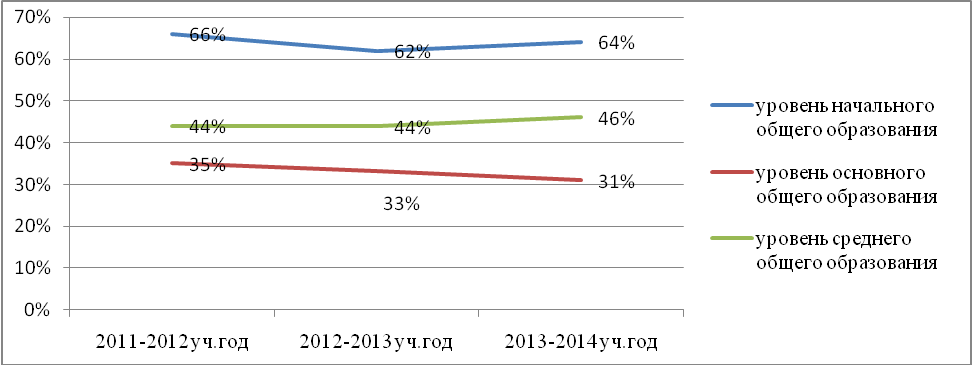 70%
60%
50%
40%
30%
20%
10%
0%
66%
62%
64%
44%
44%
46%
35%
33%
31%
2011-2012уч.год
2012-2013уч.год
2013-2014уч.год
уровень начального
общего образования
уровень основного
общего образования
уровень среднего
общего образования